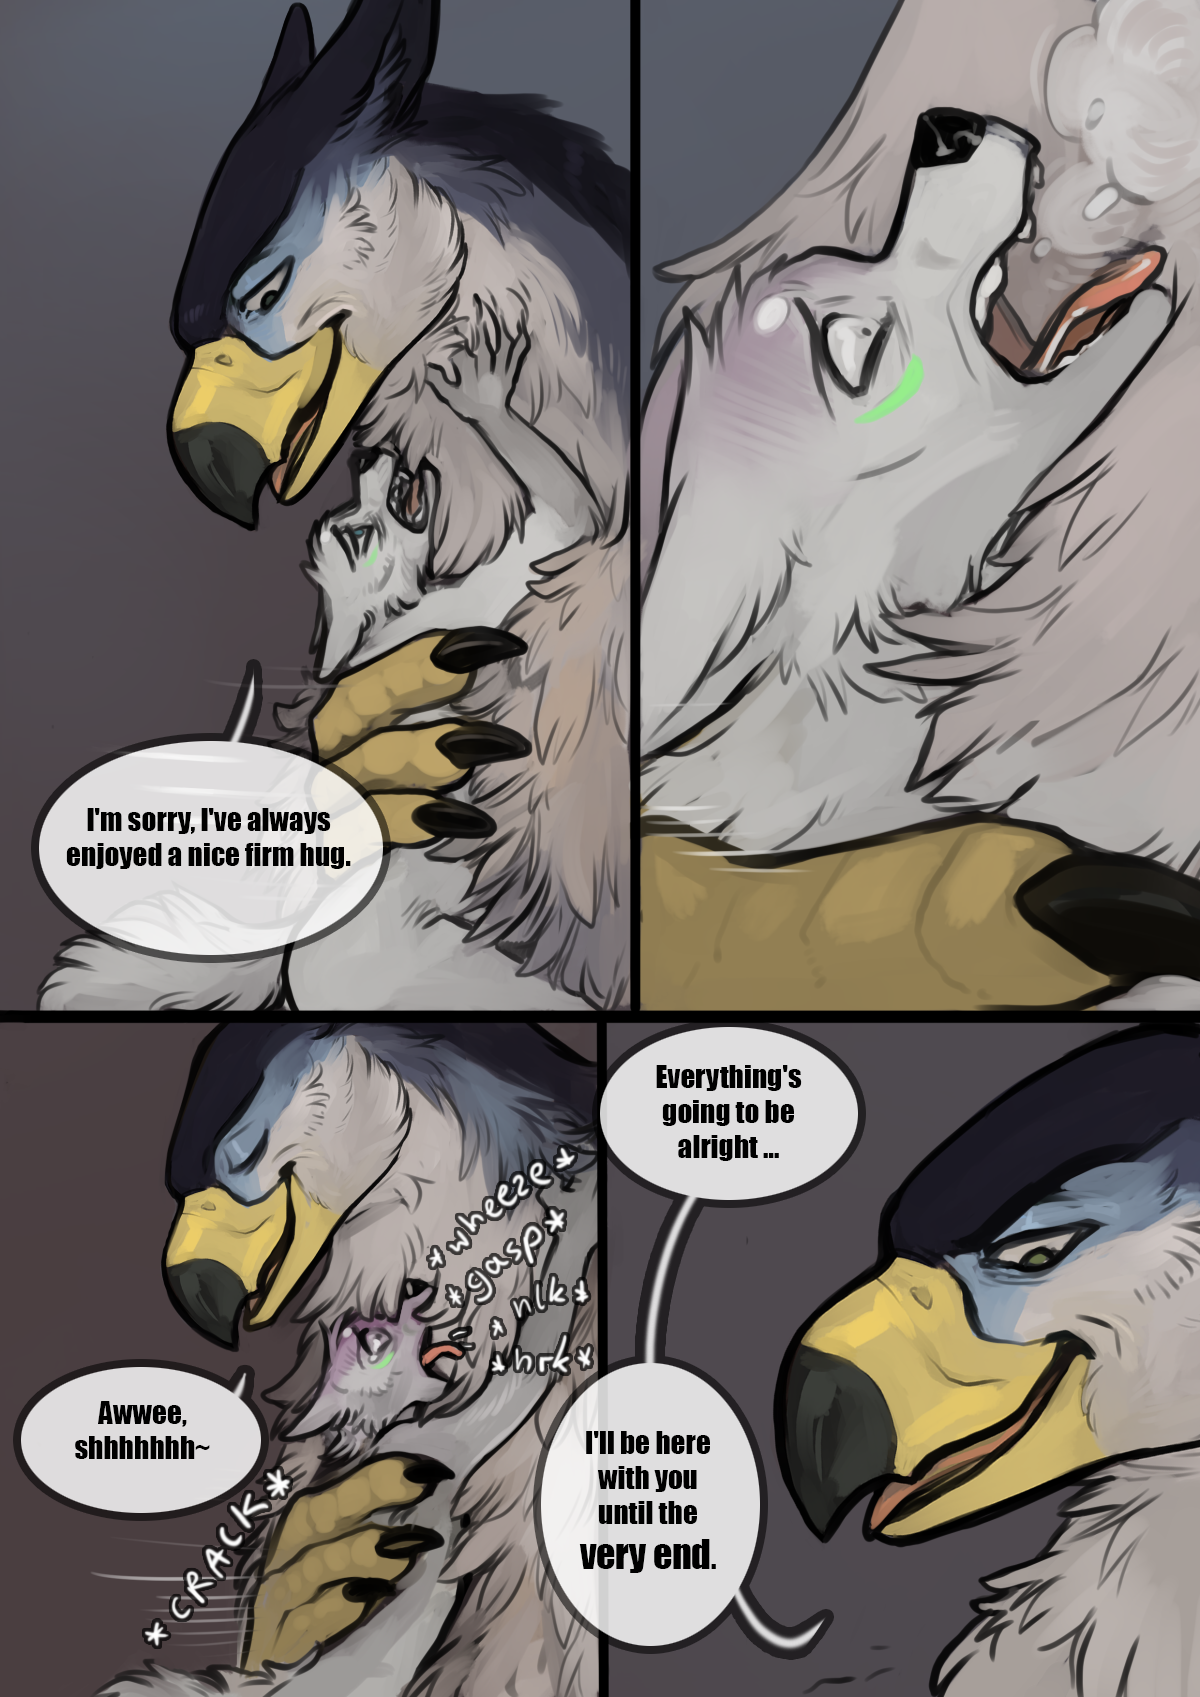 I'm sorry, I've always
enjoyed a nice firm hug.
*wheeze*
*gasp*
*nlk*
*hrk*
Awwee,
shhhhhhh~
*CRACK*
Everything's
going to be
alright ...
I'll be here
with you
until the
very end.